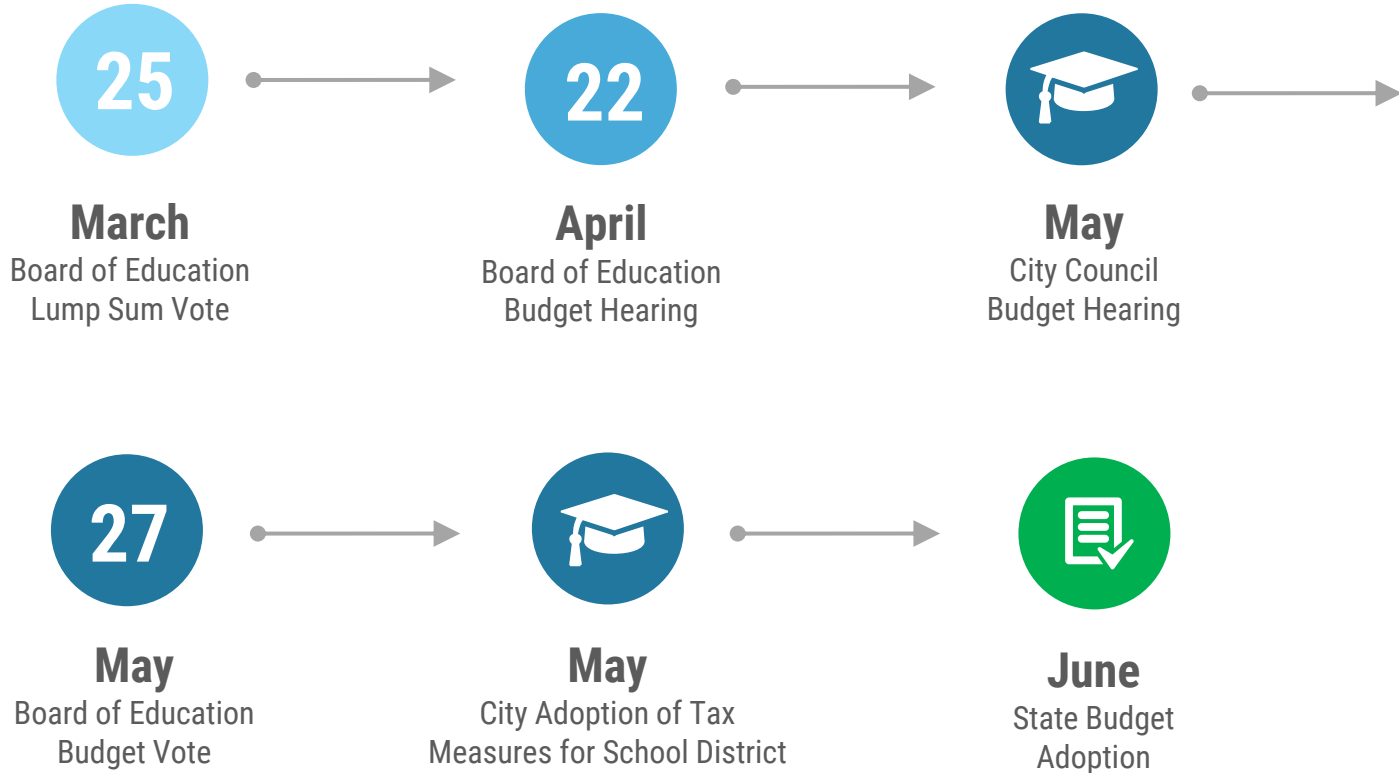 25
March
Board of Education
Lump Sum Vote
22
April
Board of Education
Budget Hearing
May
City Council
Budget Hearing
27
May
Board of Education
Budget Vote
May
City Adoption of Tax
Measures for School District
June
State Budget
Adoption